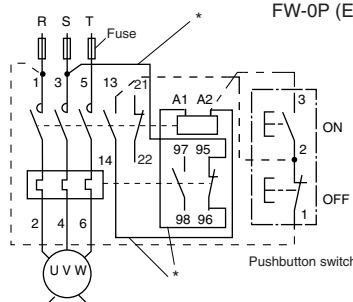 FW-0P (E
R S T
Fuse
*
1 3 5 13 21
A1 A2
3
ON
2
97 95
14 22
OFF
98 96
1
2 4 6
*
U V W
Pushbutton switch